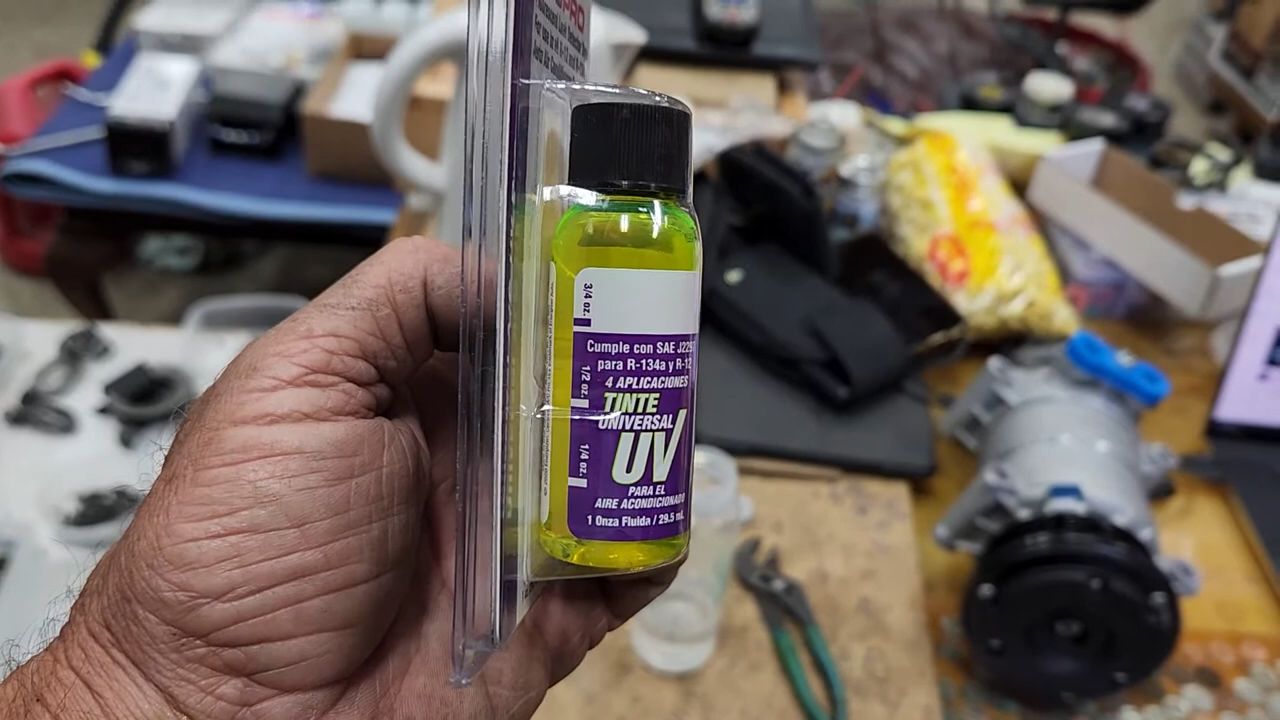 PRO
3/4 oz.
Cumple con SAE J2297
para R-134a y R-12
4 APLICACIONES
1/2 oz.
TINTE
UNIVERSAL
UV
1/4 oz.
PARA EL
AIRE ACONDICIONADO
1 Onza Fluida / 29.5 mL